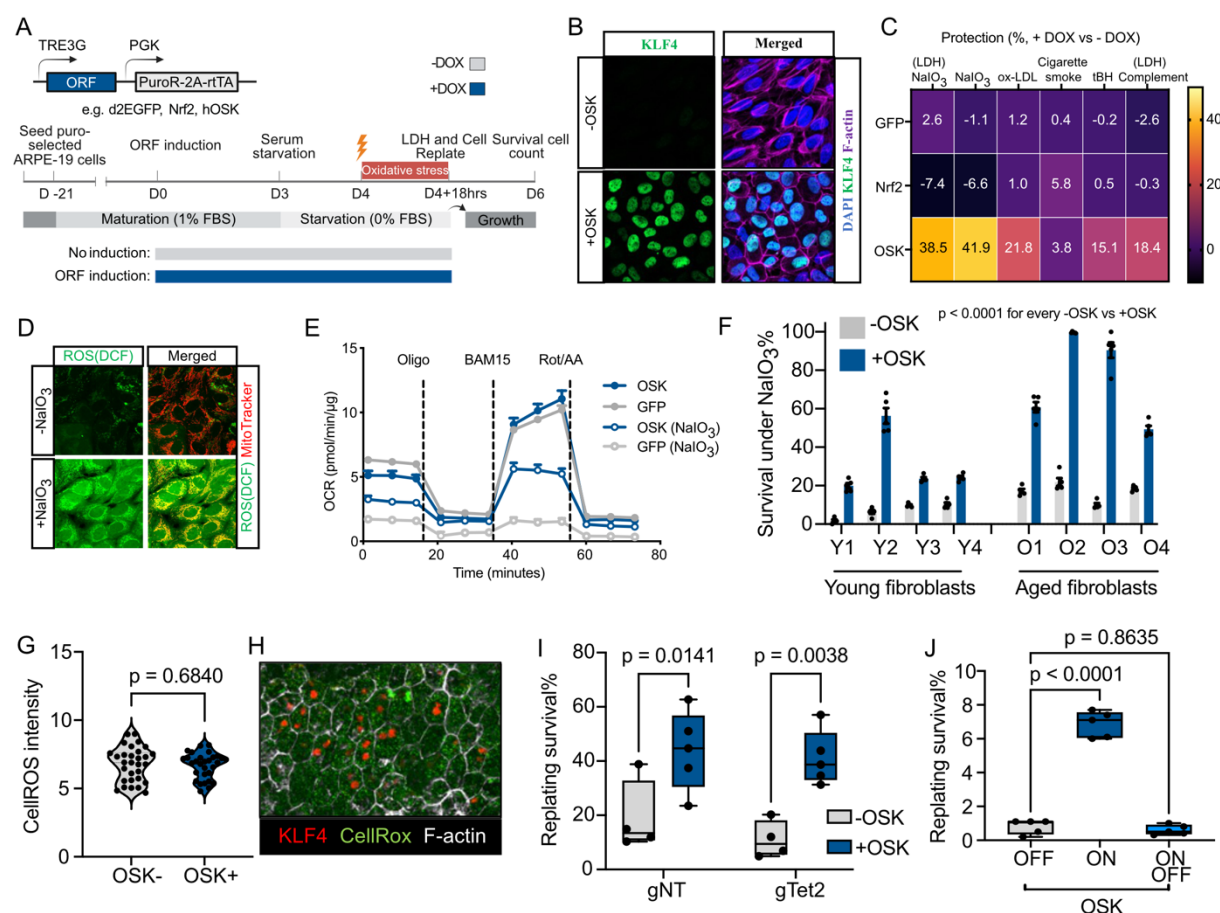 A
TRE3G
PGK
ORF
PuroR-2A-rtTA
e.g. d2EGFP, Nrf2, hOSK
-DOX
+DOX
Seed puro-
selected
ARPE-19 cells
ORF induction
Serum
starvation
LDH and Cell
Replate
Survival cell
count
Oxidative stress
D -21
D0
D3
D4
D4+18hrs
D6
Maturation (1% FBS)
Starvation (0% FBS)
Growth
No induction:
ORF induction:
B
KLF4
Merged
-OSK
+OSK
DAPI KLF4 F-actin
C
Protection (%, + DOX vs - DOX)
(LDH)
NaIO3
NaIO3
ox-LDL
Cigarette
smoke
tBH
(LDH)
Complement
GFP
2.6
-1.1
1.2
0.4
-0.2
-2.6
Nrf2
-7.4
-6.6
1.0
5.8
0.5
-0.3
OSK
38.5
41.9
21.8
3.8
15.1
18.4
40
30
20
10
0
D
ROS(DCF)
Merged
-NaIO3
+NaIO3
ROS(DCF) MitoTracker
E
Oligo
BAM15
Rot/AA
OCR (pmol/min/µg)
15
10
5
0
0
20
40
60
80
Time (minutes)
OSK
GFP
OSK (NaIO3)
GFP (NaIO3)
F
p < 0.0001 for every -OSK vs +OSK
-OSK
+OSK
Survival under NaIO3%
100
80
60
40
20
0
Y1
Y2
Y3
Y4
O1
O2
O3
O4
Young fibroblasts
Aged fibroblasts
G
p = 0.6840
CellROS intensity
15
10
5
0
OSK-
OSK+
H
KLF4 CellRox F-actin
I
p = 0.0141
p = 0.0038
Replating survival%
80
60
40
20
0
-OSK
+OSK
gNT
gTet2
J
p = 0.8635
p < 0.0001
Replating survival%
10
8
6
4
2
0
OFF
ON
ON
OFF
OSK